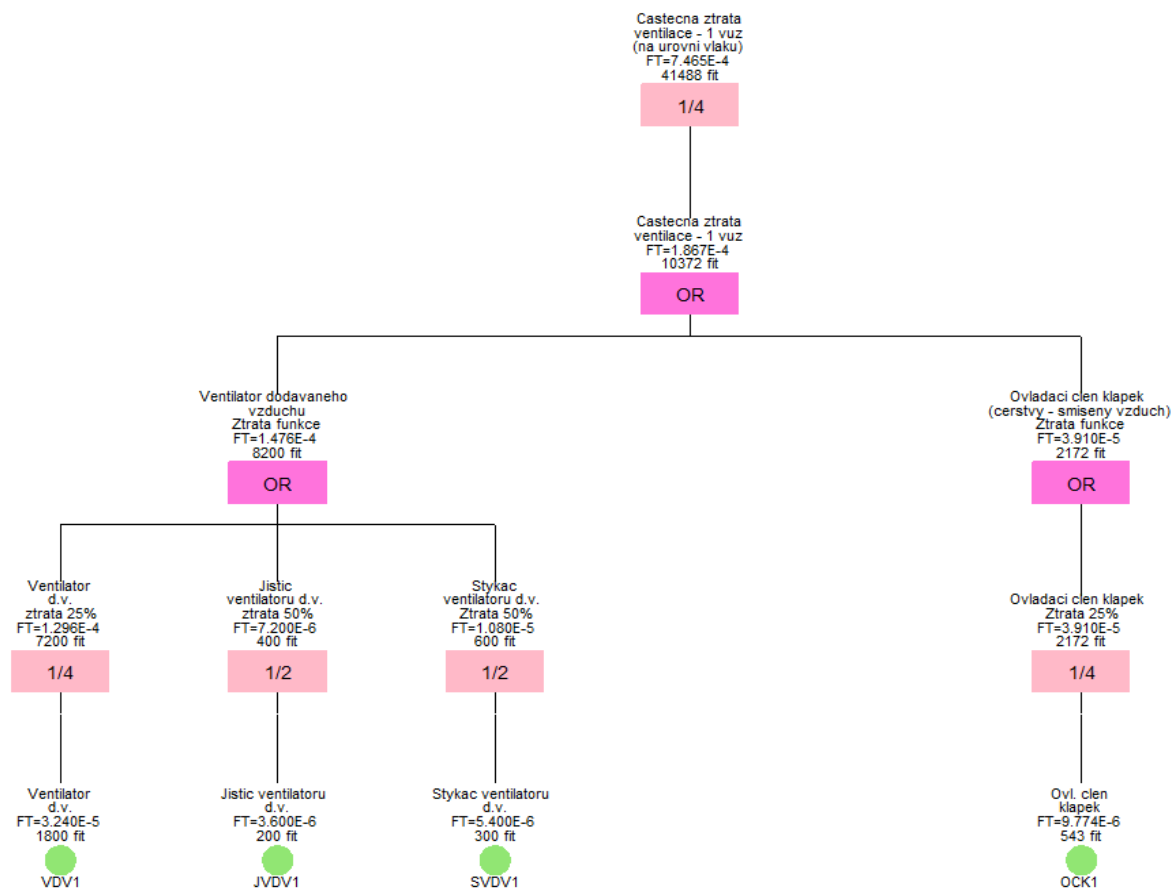 Castecna ztrata
ventilace - 1 vuz
(na urovni vlaku)
FT=7.465E-4
41488 fit
1/4
Castecna ztrata
ventilace - 1 vuz
FT=1.867E-4
10372 fit
OR
Ventilator dodavaneho
vzduchu
Ztrata funkce
FT=1.476E-4
8200 fit
OR
Ovladaci clen klapek
(cerstvy - smiseny vzduch)
Ztrata funkce
FT=3.910E-5
2172 fit
OR
Ventilator
d.v.
ztrata 25%
FT=1.296E-4
7200 fit
1/4
Jistic
ventilatoru d.v.
ztrata 50%
FT=7.200E-6
400 fit
1/2
Stykac
ventilatoru d.v.
Ztrata 50%
FT=1.080E-5
600 fit
1/2
Ovladaci clen klapek
Ztrata 25%
FT=3.910E-5
2172 fit
1/4
Ventilator
d.v.
FT=3.240E-5
1800 fit
VDV1
Jistic ventilatoru
d.v.
FT=3.600E-6
200 fit
JVDV1
Stykac ventilatoru
d.v.
FT=5.400E-6
300 fit
SVDV1
Ovl. clen
klapek
FT=9.774E-6
543 fit
OCK1